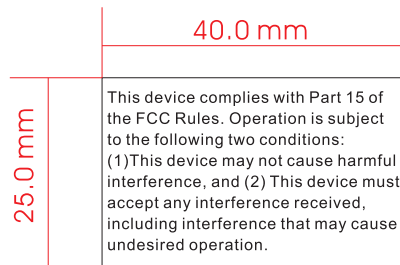 40.0 mm
25.0 mm
This device complies with Part 15 of
the FCC Rules. Operation is subject
to the following two conditions:
(1)This device may not cause harmful
interference, and (2) This device must
accept any interference received,
including interference that may cause
undesired operation.